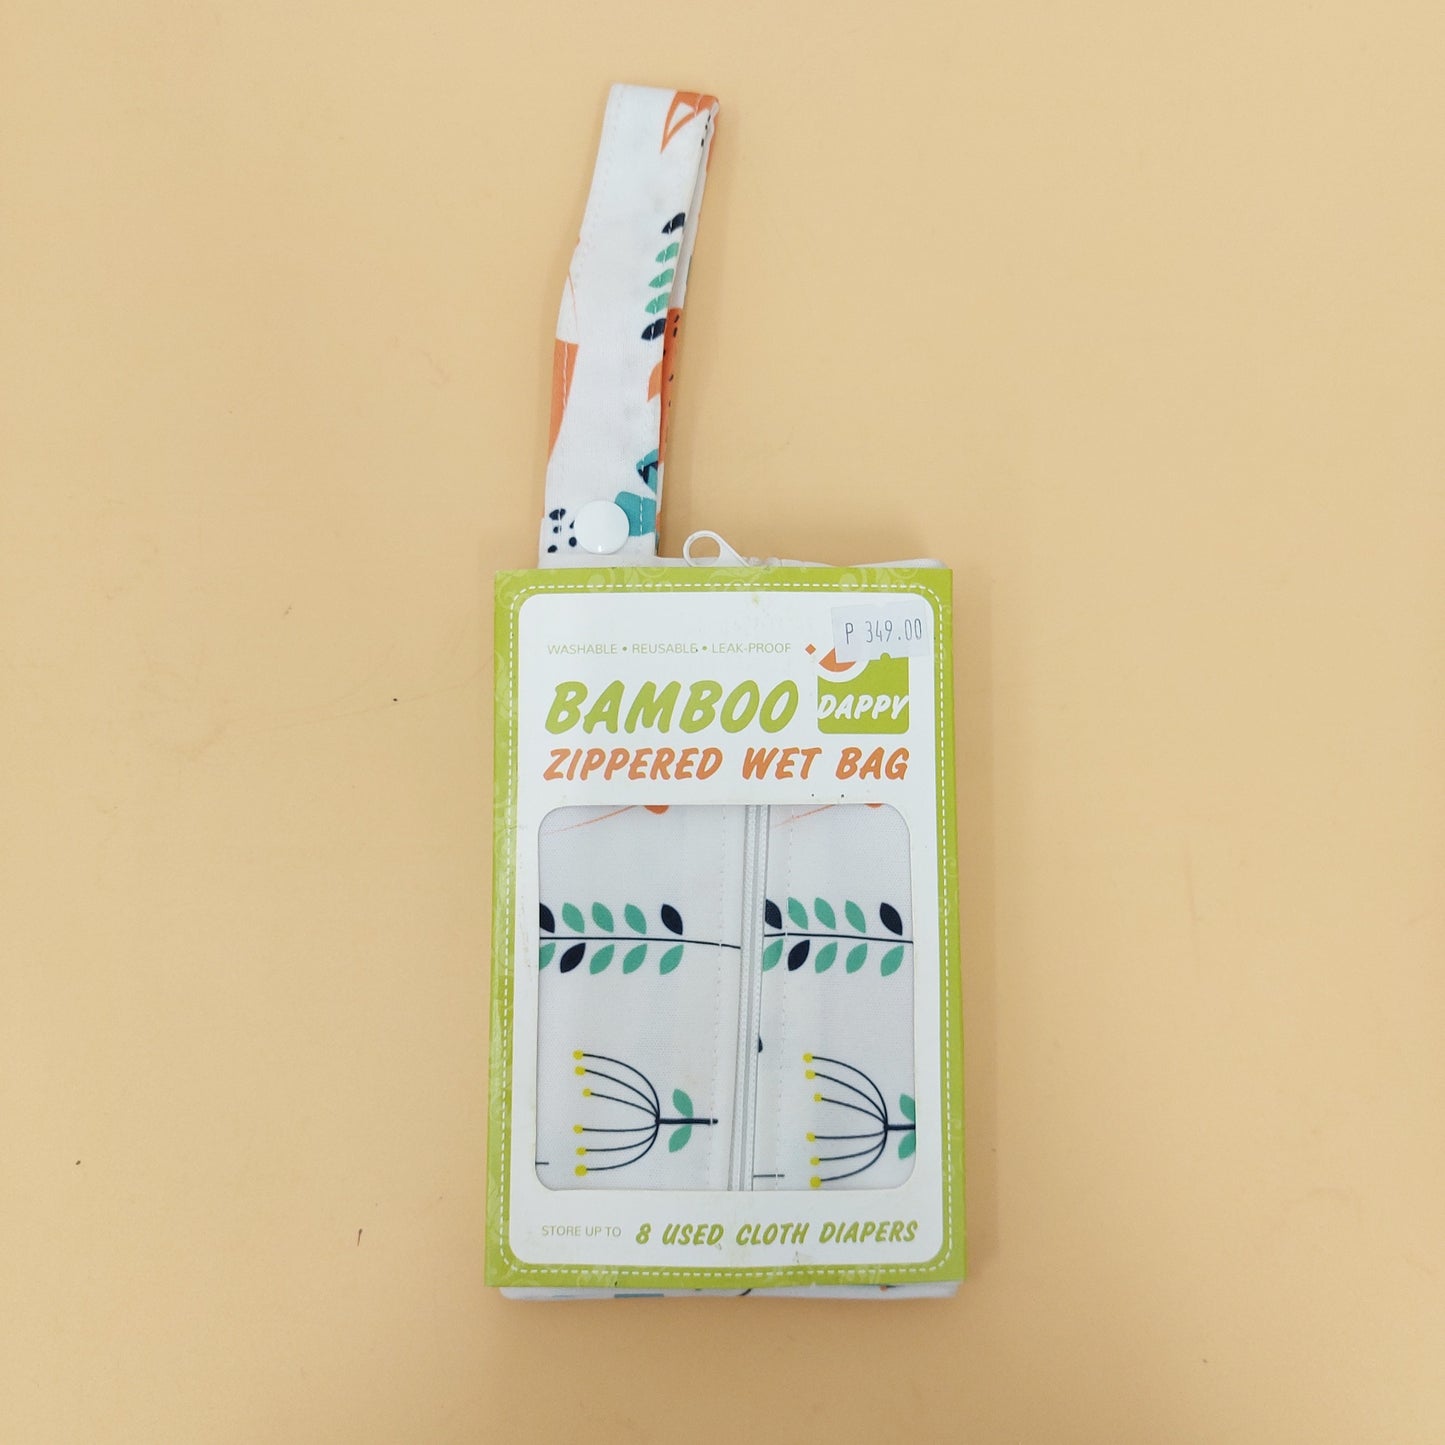 P 349.00
WASHABLE • REUSABLE • LEAK-PROOF
BAMBOO
DAPPY
ZIPPERED WET BAG
STORE UP TO 8 USED CLOTH DIAPERS